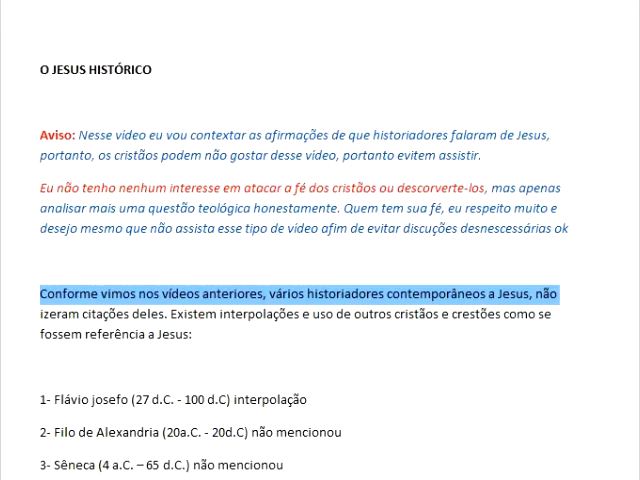 O JESUS HISTÓRICO
Aviso: Nesse vídeo eu vou contextar as afirmações de que historiadores falaram de Jesus,
portanto, os cristãos podem não gostar desse vídeo, portanto evitem assistir.
Eu não tenho nenhum interesse em atacar a fé dos cristãos ou descorverte-los, mas apenas
analisar mais uma questão teológica honestamente. Quem tem sua fé, eu respeito muito e
desejo mesmo que não assista esse tipo de vídeo afim de evitar discuções desnescessárias ok
Conforme vimos nos vídeos anteriores, vários historiadores contemporâneos a Jesus, não
izeram citações deles. Existem interpolações e uso de outros cristãos e crestões como se
fossem referência a Jesus:
1- Flávio josefo (27 d.C. - 100 d.C) interpolação
2- Filo de Alexandria (20a.C. - 20d.C) não mencionou
3- Sêneca (4 a.C. – 65 d.C.) não mencionou